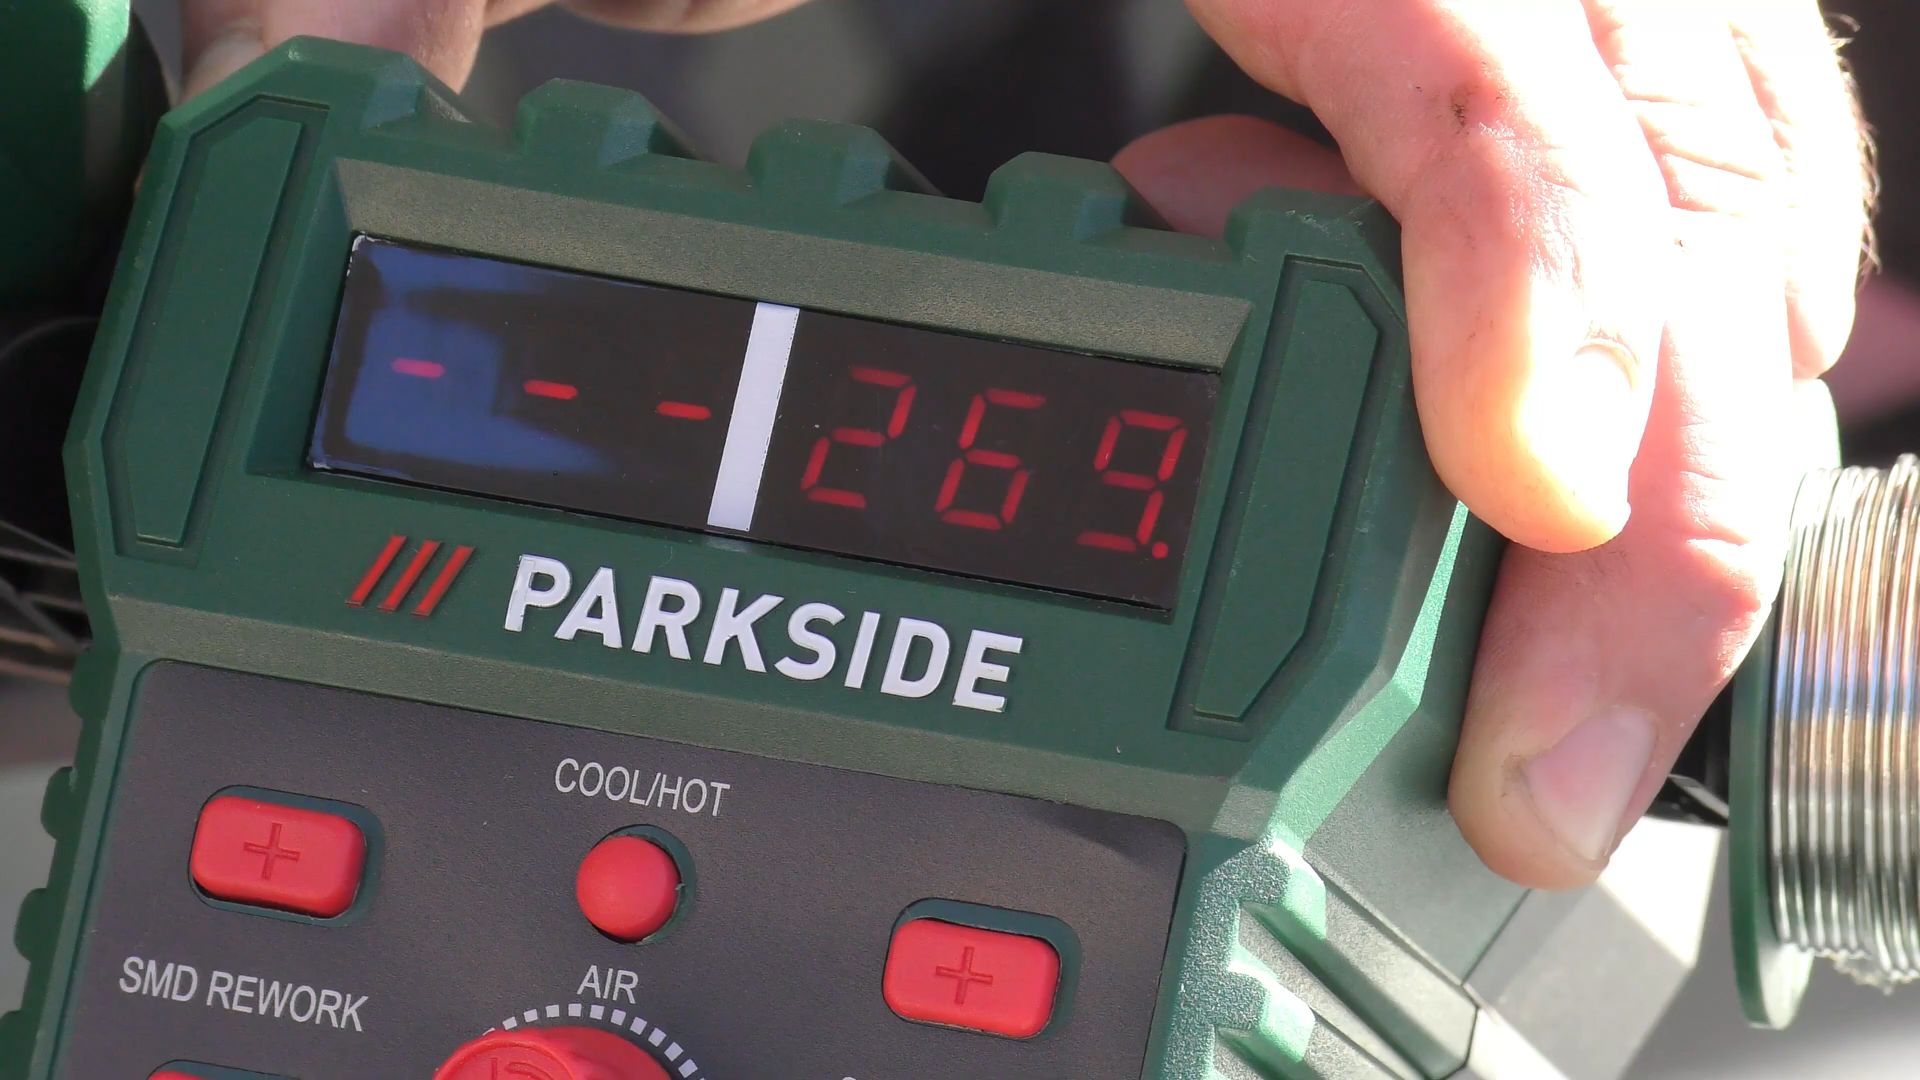 --- 269.
PARKSIDE
COOL/HOT
+
+
SMD REWORK
AIR